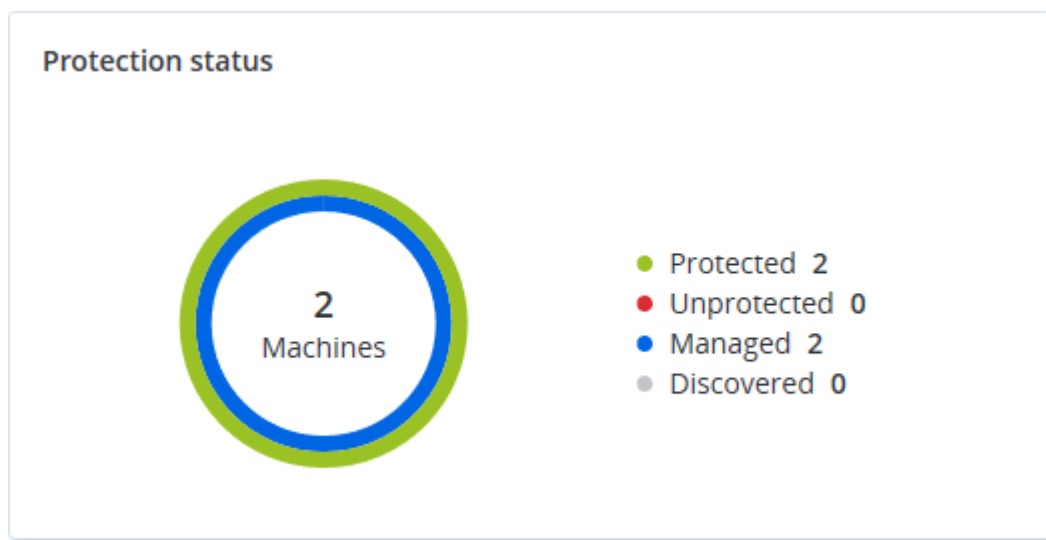 Protection status
2
Machines
Protected 2
Unprotected 0
Managed 2
Discovered 0